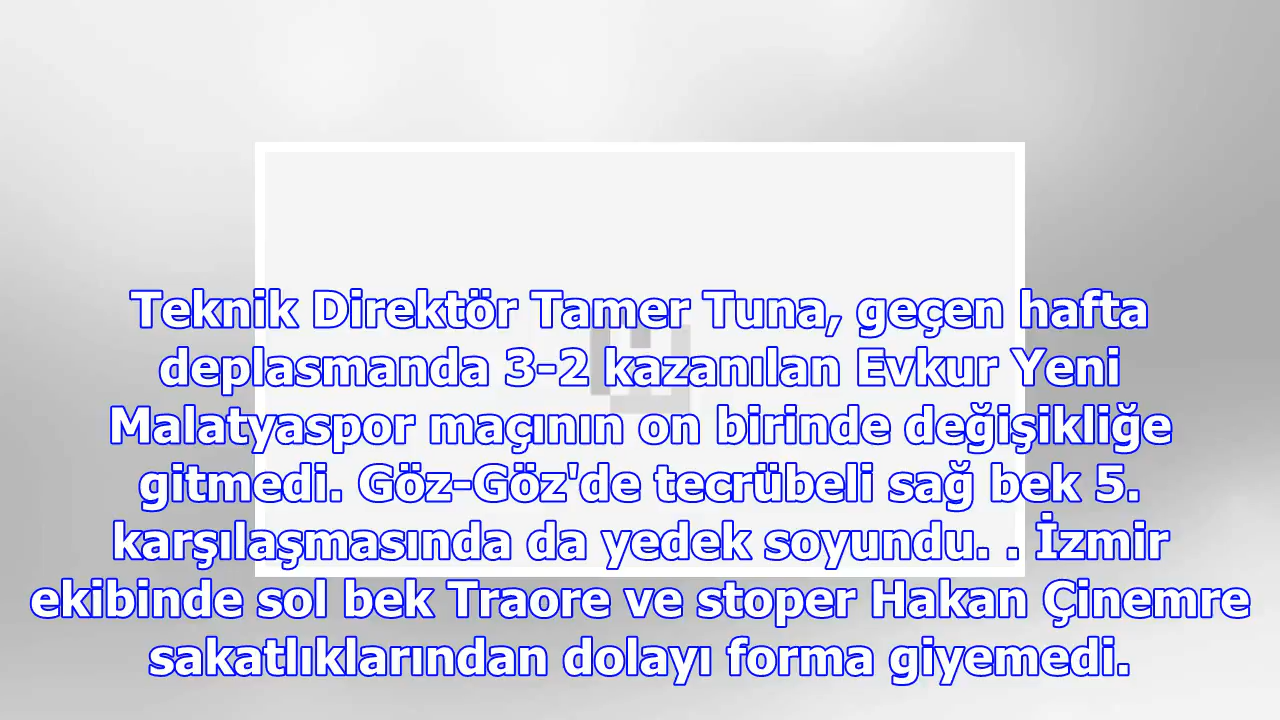 Teknik Direktör Tamer Tuna, geçen hafta
deplasmanda 3-2 kazanılan Evkur Yeni
Malatyaspor maçının on birinde değişikliğe
gitmedi. Göz-Göz'de tecrübeli sağ bek 5.
karşılaşmasında da yedek soyundu. . İzmir
ekibinde sol bek Traore ve stoper Hakan Çinemre
sakatlıklarından dolayı forma giyemedi.